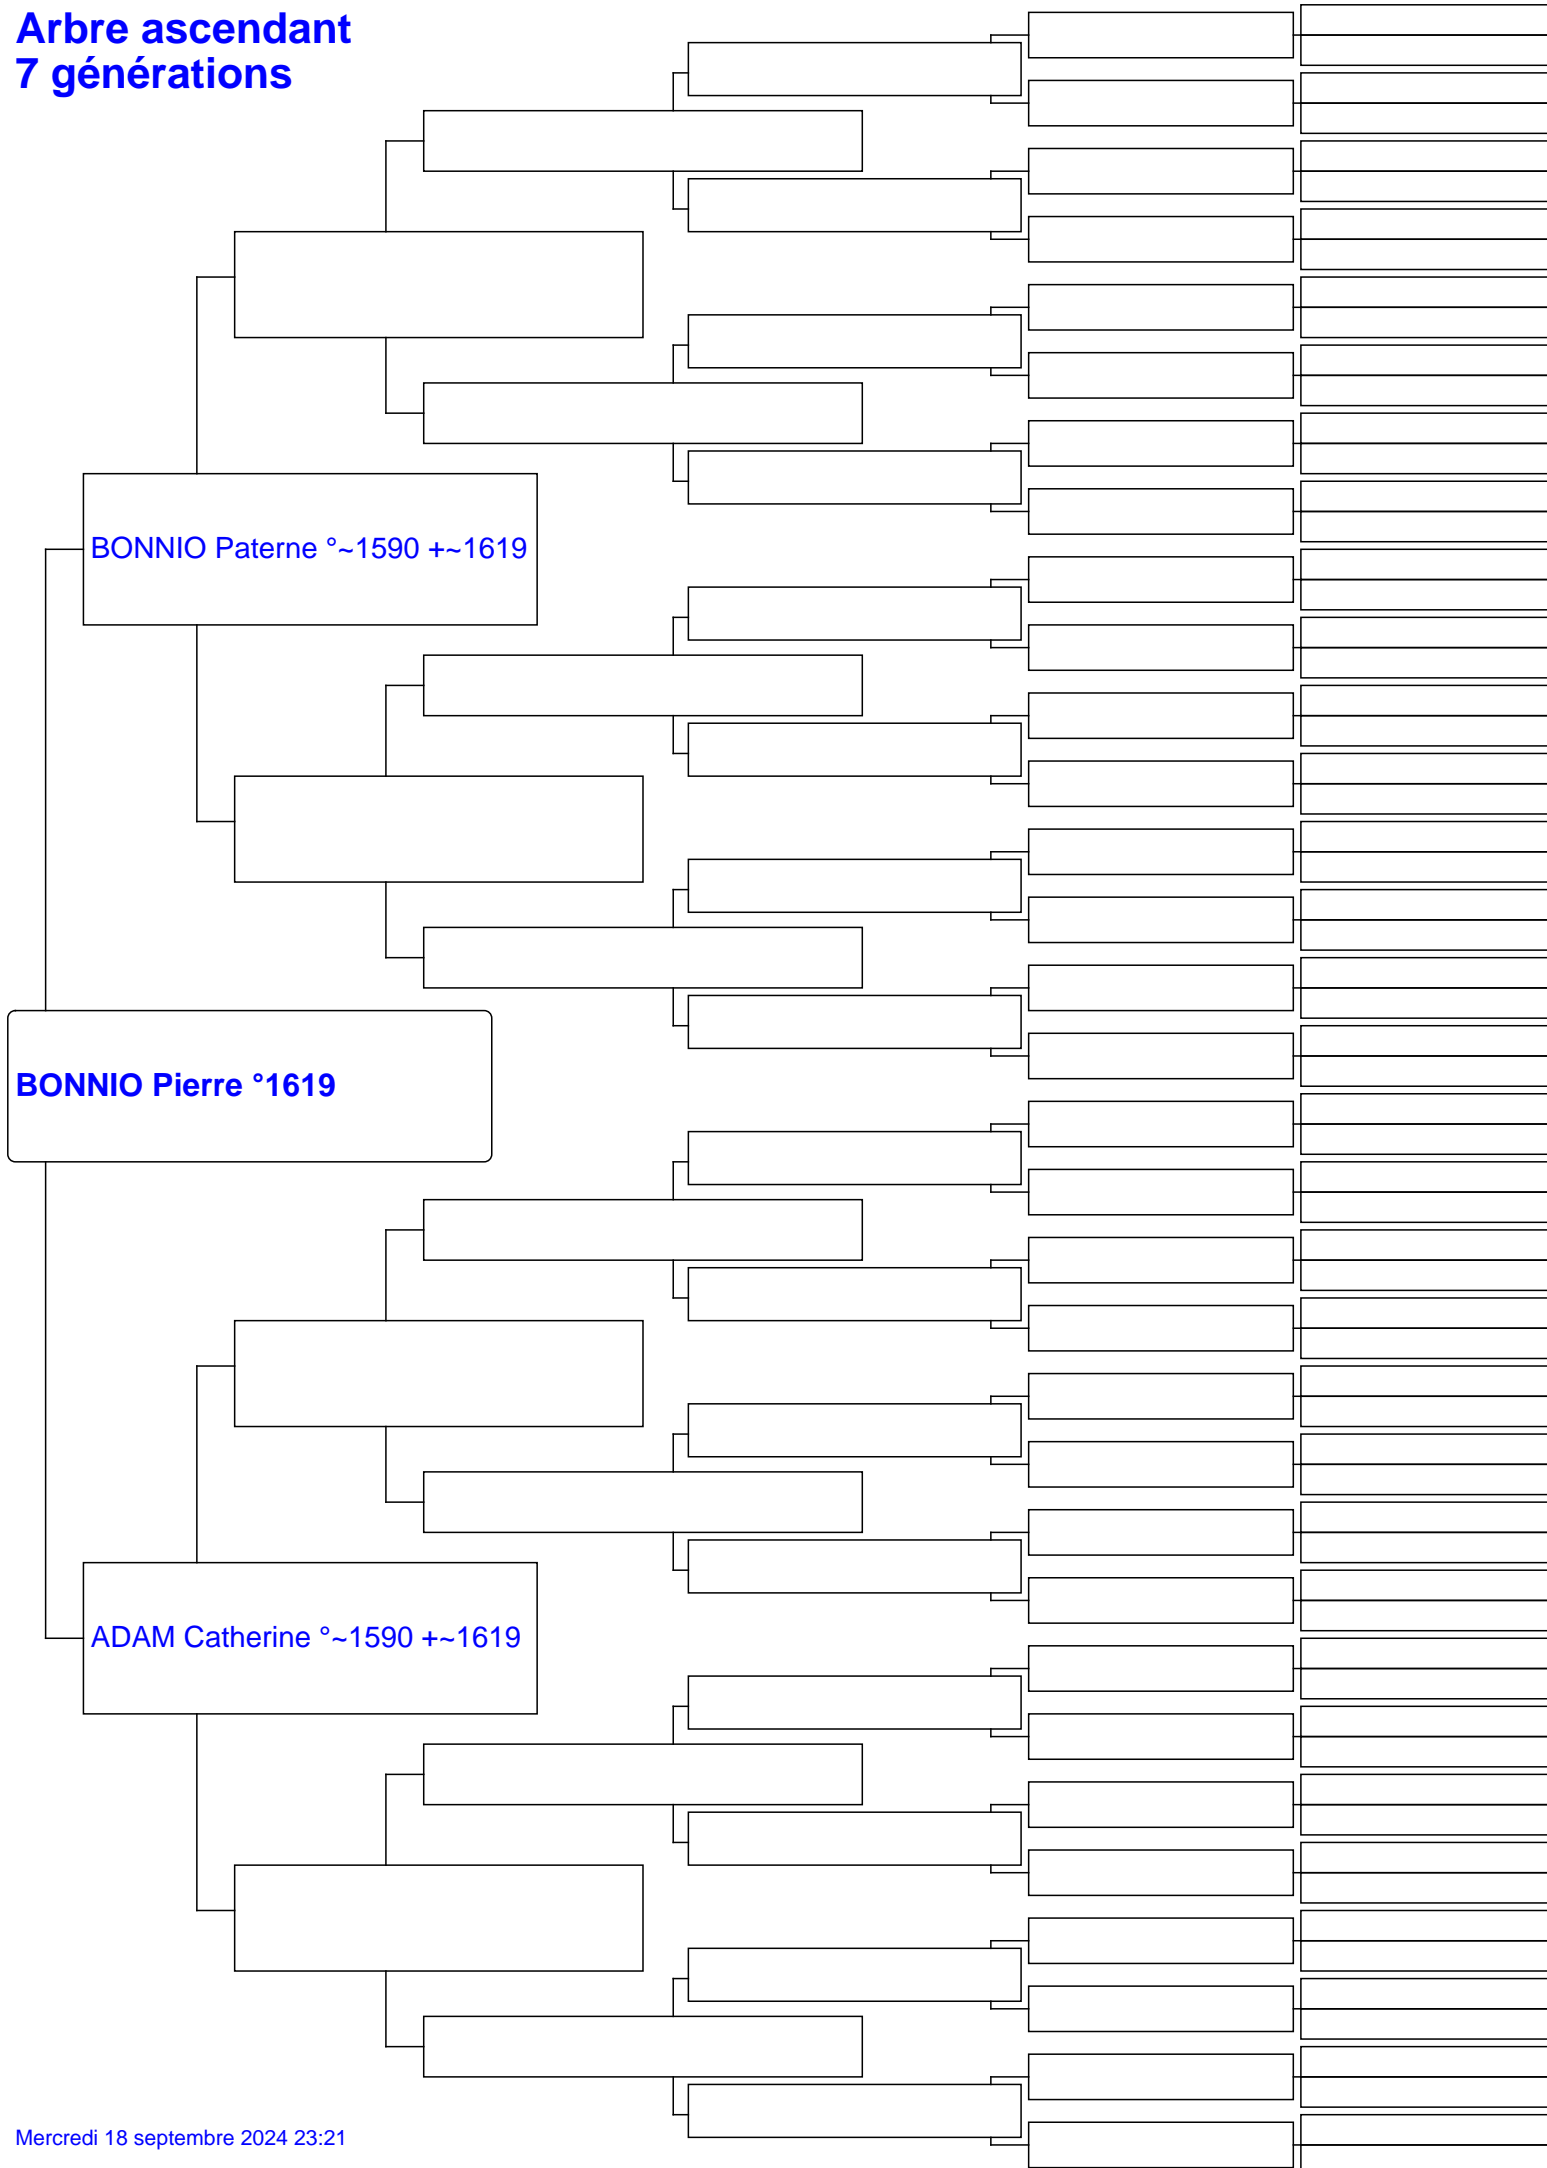 Arbre ascendant
7 générations
BONNIO Paterne °~1590 +~1619
BONNIO Pierre °1619
ADAM Catherine °~1590 +~1619
Mercredi 18 septembre 2024 23:21